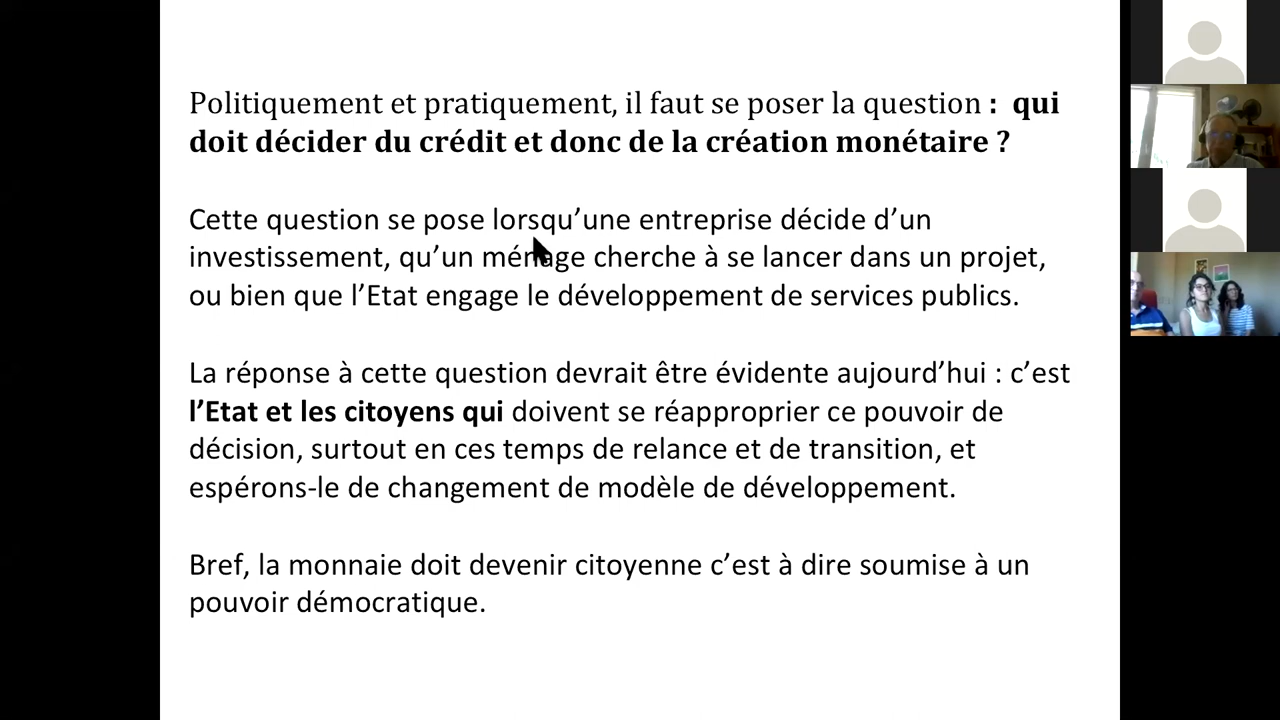 Politiquement et pratiquement, il faut se poser la question :  qui
doit décider du crédit et donc de la création monétaire ?
Cette question se pose lorsqu’une entreprise décide d’un
investissement, qu’un ménage cherche à se lancer dans un projet,
ou bien que l’Etat engage le développement de services publics.
La réponse à cette question devrait être évidente aujourd’hui : c’est
l’Etat et les citoyens qui doivent se réapproprier ce pouvoir de
décision, surtout en ces temps de relance et de transition, et
espérons-le de changement de modèle de développement.
Bref, la monnaie doit devenir citoyenne c’est à dire soumise à un
pouvoir démocratique.